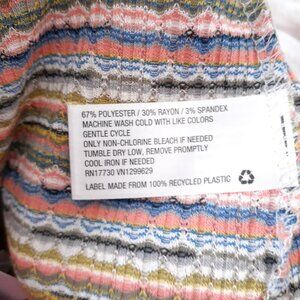 67% POLYESTER / 30% RAYON / 3% SPANDEX
MACHINE WASH COLD WITH LIKE COLORS
GENTLE CYCLE
ONLY NON-CHLORINE BLEACH IF NEEDED
TUMBLE DRY LOW, REMOVE PROMPTLY
COOL IRON IF NEEDED
RN17730 VN1299629
LABEL MADE FROM 100% RECYCLED PLASTIC